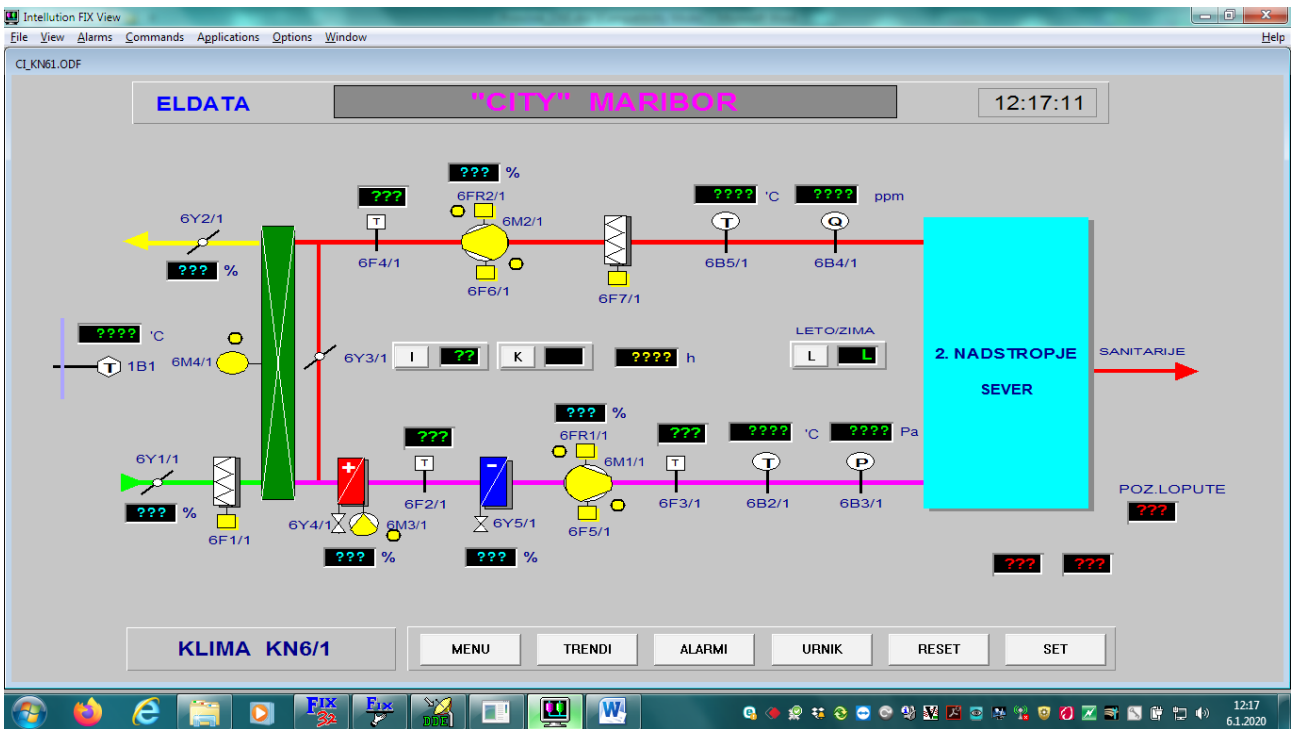 Intellution FIX View
File View Alarms Commands Applications Options Window Help
CI_KN61.ODF
ELDATA "CITY" MARIBOR 12:17:11
??? %
??? 6FR2/1 ???? 'C ???? ppm
6Y2/1 T 6M2/1 T Q
6F4/1 6B5/1 6B4/1
??? %
6F6/1 6F7/1
???? 'C LETO/ZIMA
T 1B1 6M4/1 6Y3/1 I ?? K ???? h L L 2. NADSTROPJE SANITARIJE
SEVER
??? %
??? 6FR1/1 ??? ???? 'C ???? Pa
6Y1/1 + T - 6M1/1 T T P
6F2/1 6F3/1 6B2/1 6B3/1 POZ.LOPUTE
??? % 6Y4/1 6M3/1 6Y5/1 6F5/1 ???
6F1/1
??? % ??? % ??? ???
KLIMA KN6/1 MENU TRENDI ALARMI URNIK RESET SET
FIX 32 FIX DDE W 12:17
6.1.2020